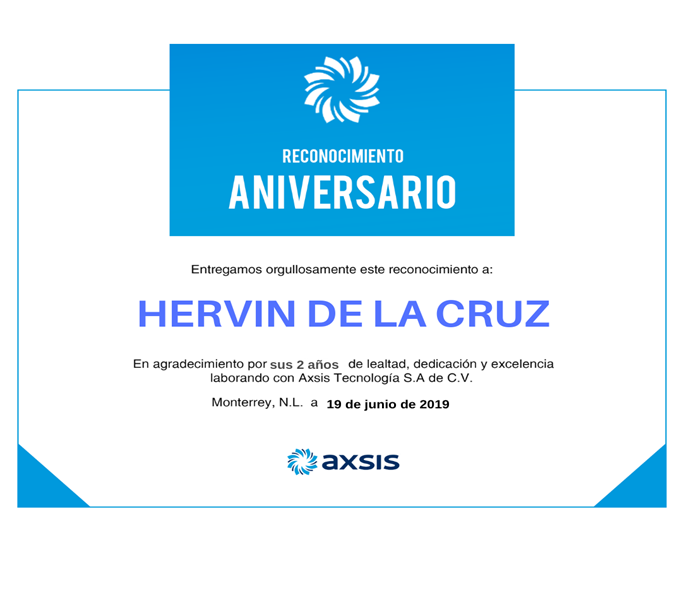 RECONOCIMIENTO
ANIVERSARIO
Entregamos orgullosamente este reconocimiento a:
HERVIN DE LA CRUZ
En agradecimiento por sus 2 años de lealtad, dedicación y excelencia
laborando con Axsis Tecnología S.A de C.V.
Monterrey, N.L. a 19 de junio de 2019
axsis